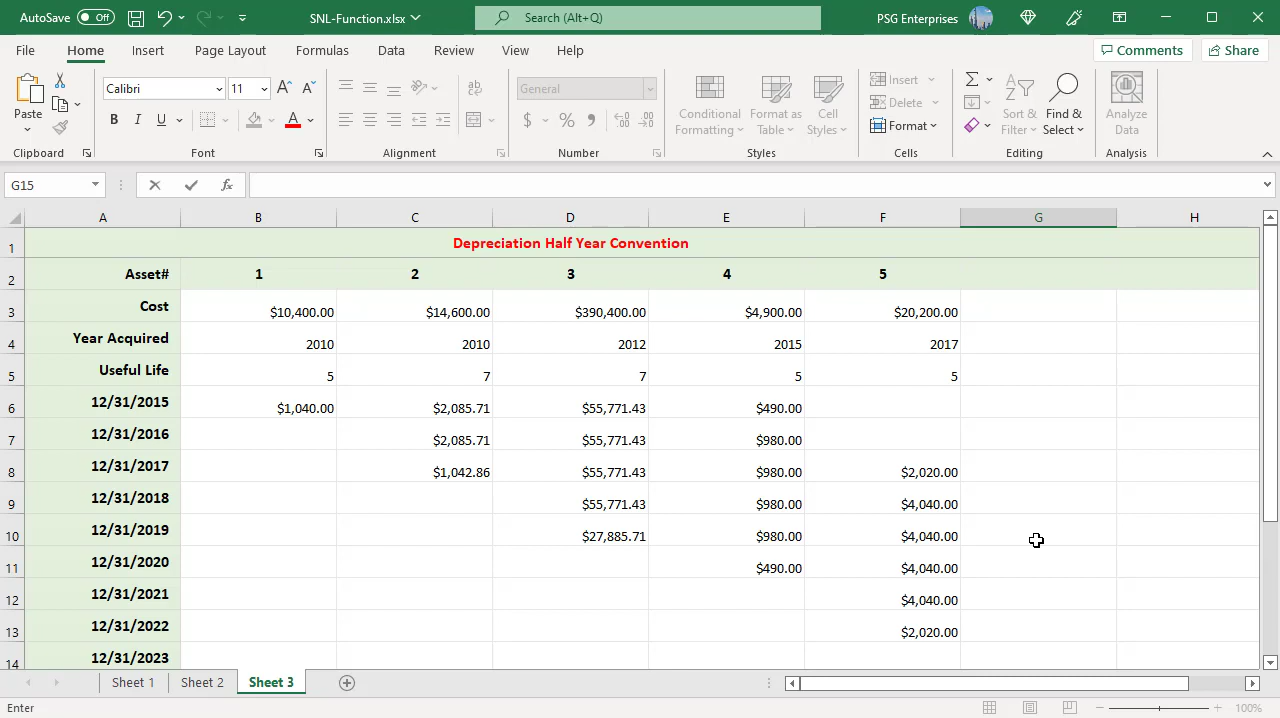 AutoSave Off SNL-Function.xlsx Search (Alt+Q) PSG Enterprises
File Home Insert Page Layout Formulas Data Review View Help Comments Share
Paste Calibri 11 A A ab General Conditional Formatting Format as Table Cell Styles Insert Delete Format Sort & Filter Find & Select Analyze Data
B I U A $ % 9
Clipboard Font Alignment Number Styles Cells Editing Analysis
G15 fx
A B C D E F G H
1 Depreciation Half Year Convention
2 Asset# 1 2 3 4 5
3 Cost $10,400.00 $14,600.00 $390,400.00 $4,900.00 $20,200.00
4 Year Acquired 2010 2010 2012 2015 2017
5 Useful Life 5 7 7 5 5
6 12/31/2015 $1,040.00 $2,085.71 $55,771.43 $490.00
7 12/31/2016 $2,085.71 $55,771.43 $980.00
8 12/31/2017 $1,042.86 $55,771.43 $980.00 $2,020.00
9 12/31/2018 $55,771.43 $980.00 $4,040.00
10 12/31/2019 $27,885.71 $980.00 $4,040.00
11 12/31/2020 $490.00 $4,040.00
12 12/31/2021 $4,040.00
13 12/31/2022 $2,020.00
14 12/31/2023
Sheet 1 Sheet 2 Sheet 3
Enter 100%